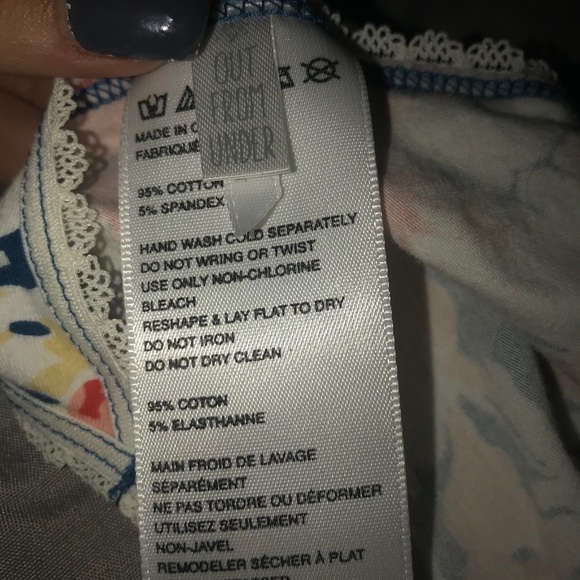 OUT
FROM
UNDER
MADE IN C
FABRIQUÉ
95% COTTON
5% SPANDEX
HAND WASH COLD SEPARATELY
DO NOT WRING OR TWIST
USE ONLY NON-CHLORINE
BLEACH
RESHAPE & LAY FLAT TO DRY
DO NOT IRON
DO NOT DRY CLEAN
95% COTON
5% ELASTHANNE
MAIN FROID DE LAVAGE
SÉPARÉMENT
NE PAS TORDRE OU DÉFORMER
UTILISEZ SEULEMENT
NON-JAVEL
REMODELER SÉCHER À PLAT